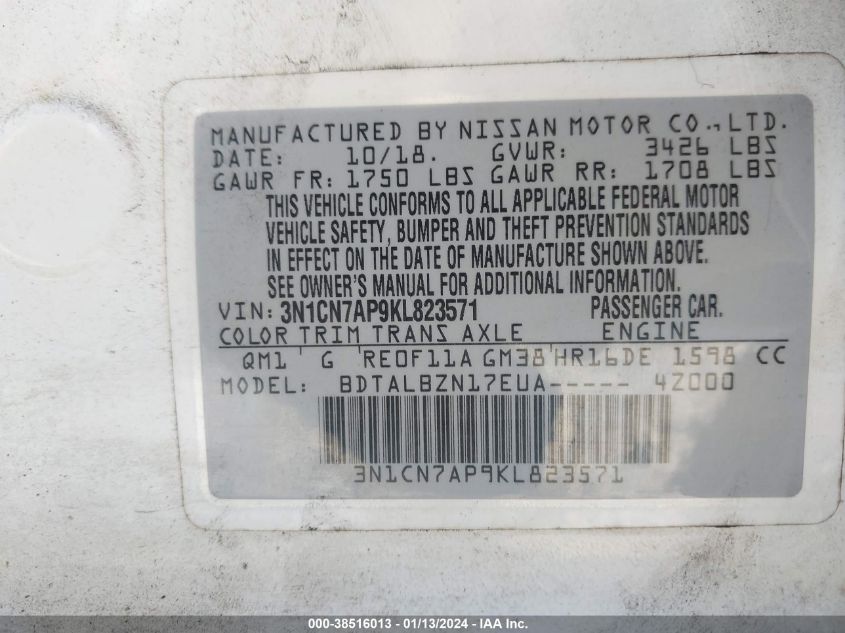 MANUFACTURED BY NISSAN MOTOR CO.,LTD.
DATE: 10/18. GVWR: 3426 LBS
GAWR FR: 1750 LBS GAWR RR: 1708 LBS
THIS VEHICLE CONFORMS TO ALL APPLICABLE FEDERAL MOTOR
VEHICLE SAFETY, BUMPER AND THEFT PREVENTION STANDARDS
IN EFFECT ON THE DATE OF MANUFACTURE SHOWN ABOVE.
SEE OWNER'S MANUAL FOR ADDITIONAL INFORMATION.
VIN: 3N1CN7AP9KL823571 PASSENGER CAR.
COLOR TRIM TRANS AXLE ENGINE
QM1 G RE0F11A GM38 HR16DE 1598 CC
MODEL: BDTALBZN17EUA----- 4Z000
3N1CN7AP9KL823571
000-38516013 - 01/13/2024 - IAA Inc.